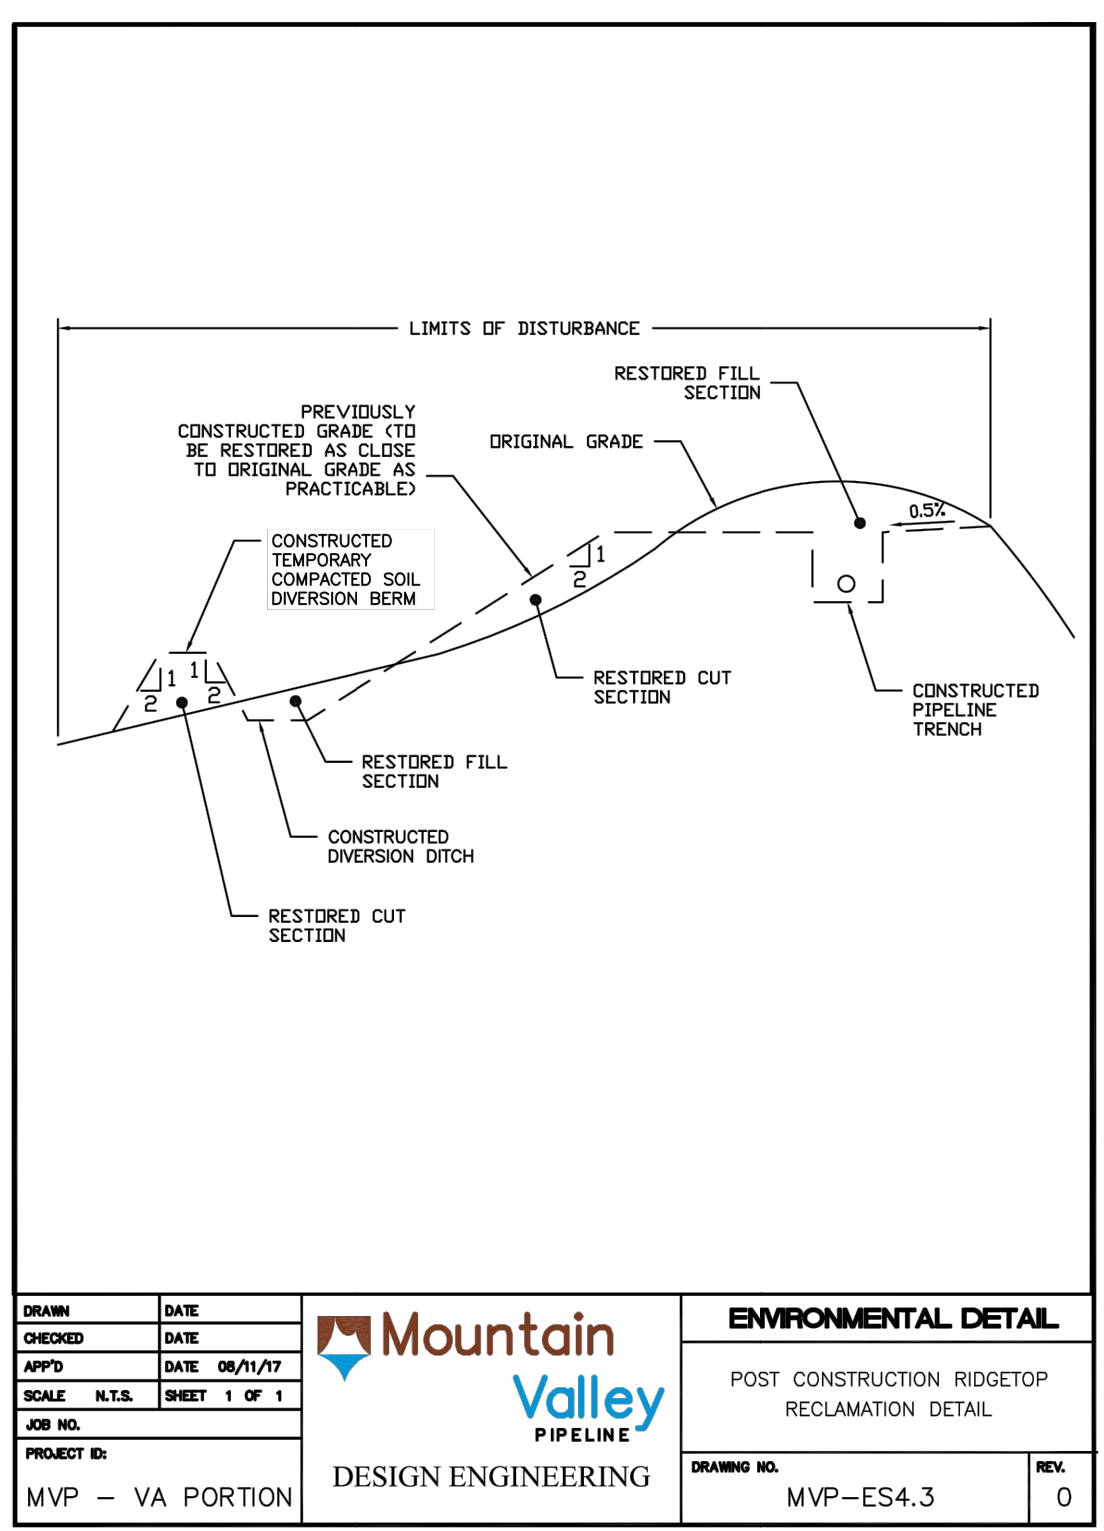 LIMITS OF DISTURBANCE
RESTORED FILL
SECTION
PREVIOUSLY
CONSTRUCTED GRADE (TO
BE RESTORED AS CLOSE
TO ORIGINAL GRADE AS
PRACTICABLE)
ORIGINAL GRADE
0.5%
CONSTRUCTED
TEMPORARY
COMPACTED SOIL
DIVERSION BERM
1
2
1
2
1
2
RESTORED CUT
SECTION
CONSTRUCTED
PIPELINE
TRENCH
RESTORED FILL
SECTION
CONSTRUCTED
DIVERSION DITCH
RESTORED CUT
SECTION
DRAWN DATE
CHECKED DATE
APP'D DATE 08/11/17
SCALE N.T.S. SHEET 1 OF 1
JOB NO.
PROJECT ID:
MVP - VA PORTION
Mountain
Valley
PIPELINE
DESIGN ENGINEERING
ENVIRONMENTAL DETAIL
POST CONSTRUCTION RIDGETOP
RECLAMATION DETAIL
DRAWING NO.
MVP-ES4.3
REV.
0